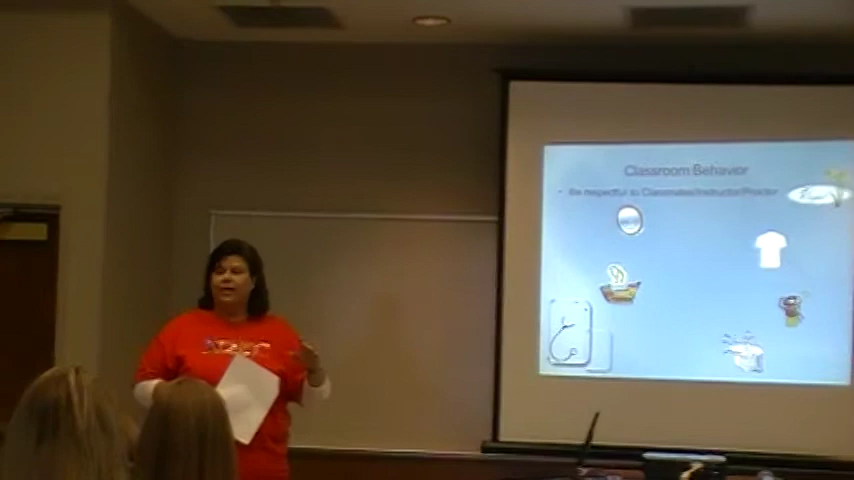 Classroom Behavior
• Be respectful to Classmates/Instructor/Proctor